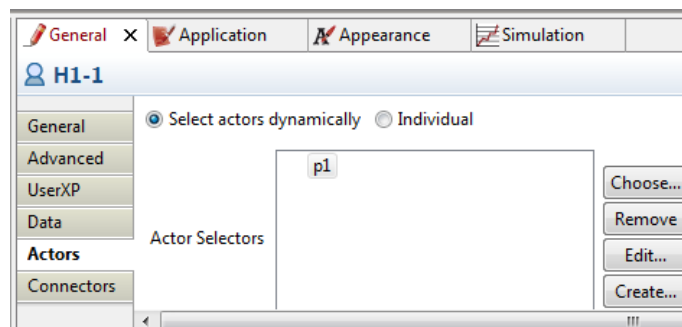 General Application Appearance Simulation
H1-1
General
Advanced
UserXP
Data
Actors
Connectors
Select actors dynamically Individual
Actor Selectors
p1
Choose...
Remove
Edit...
Create...